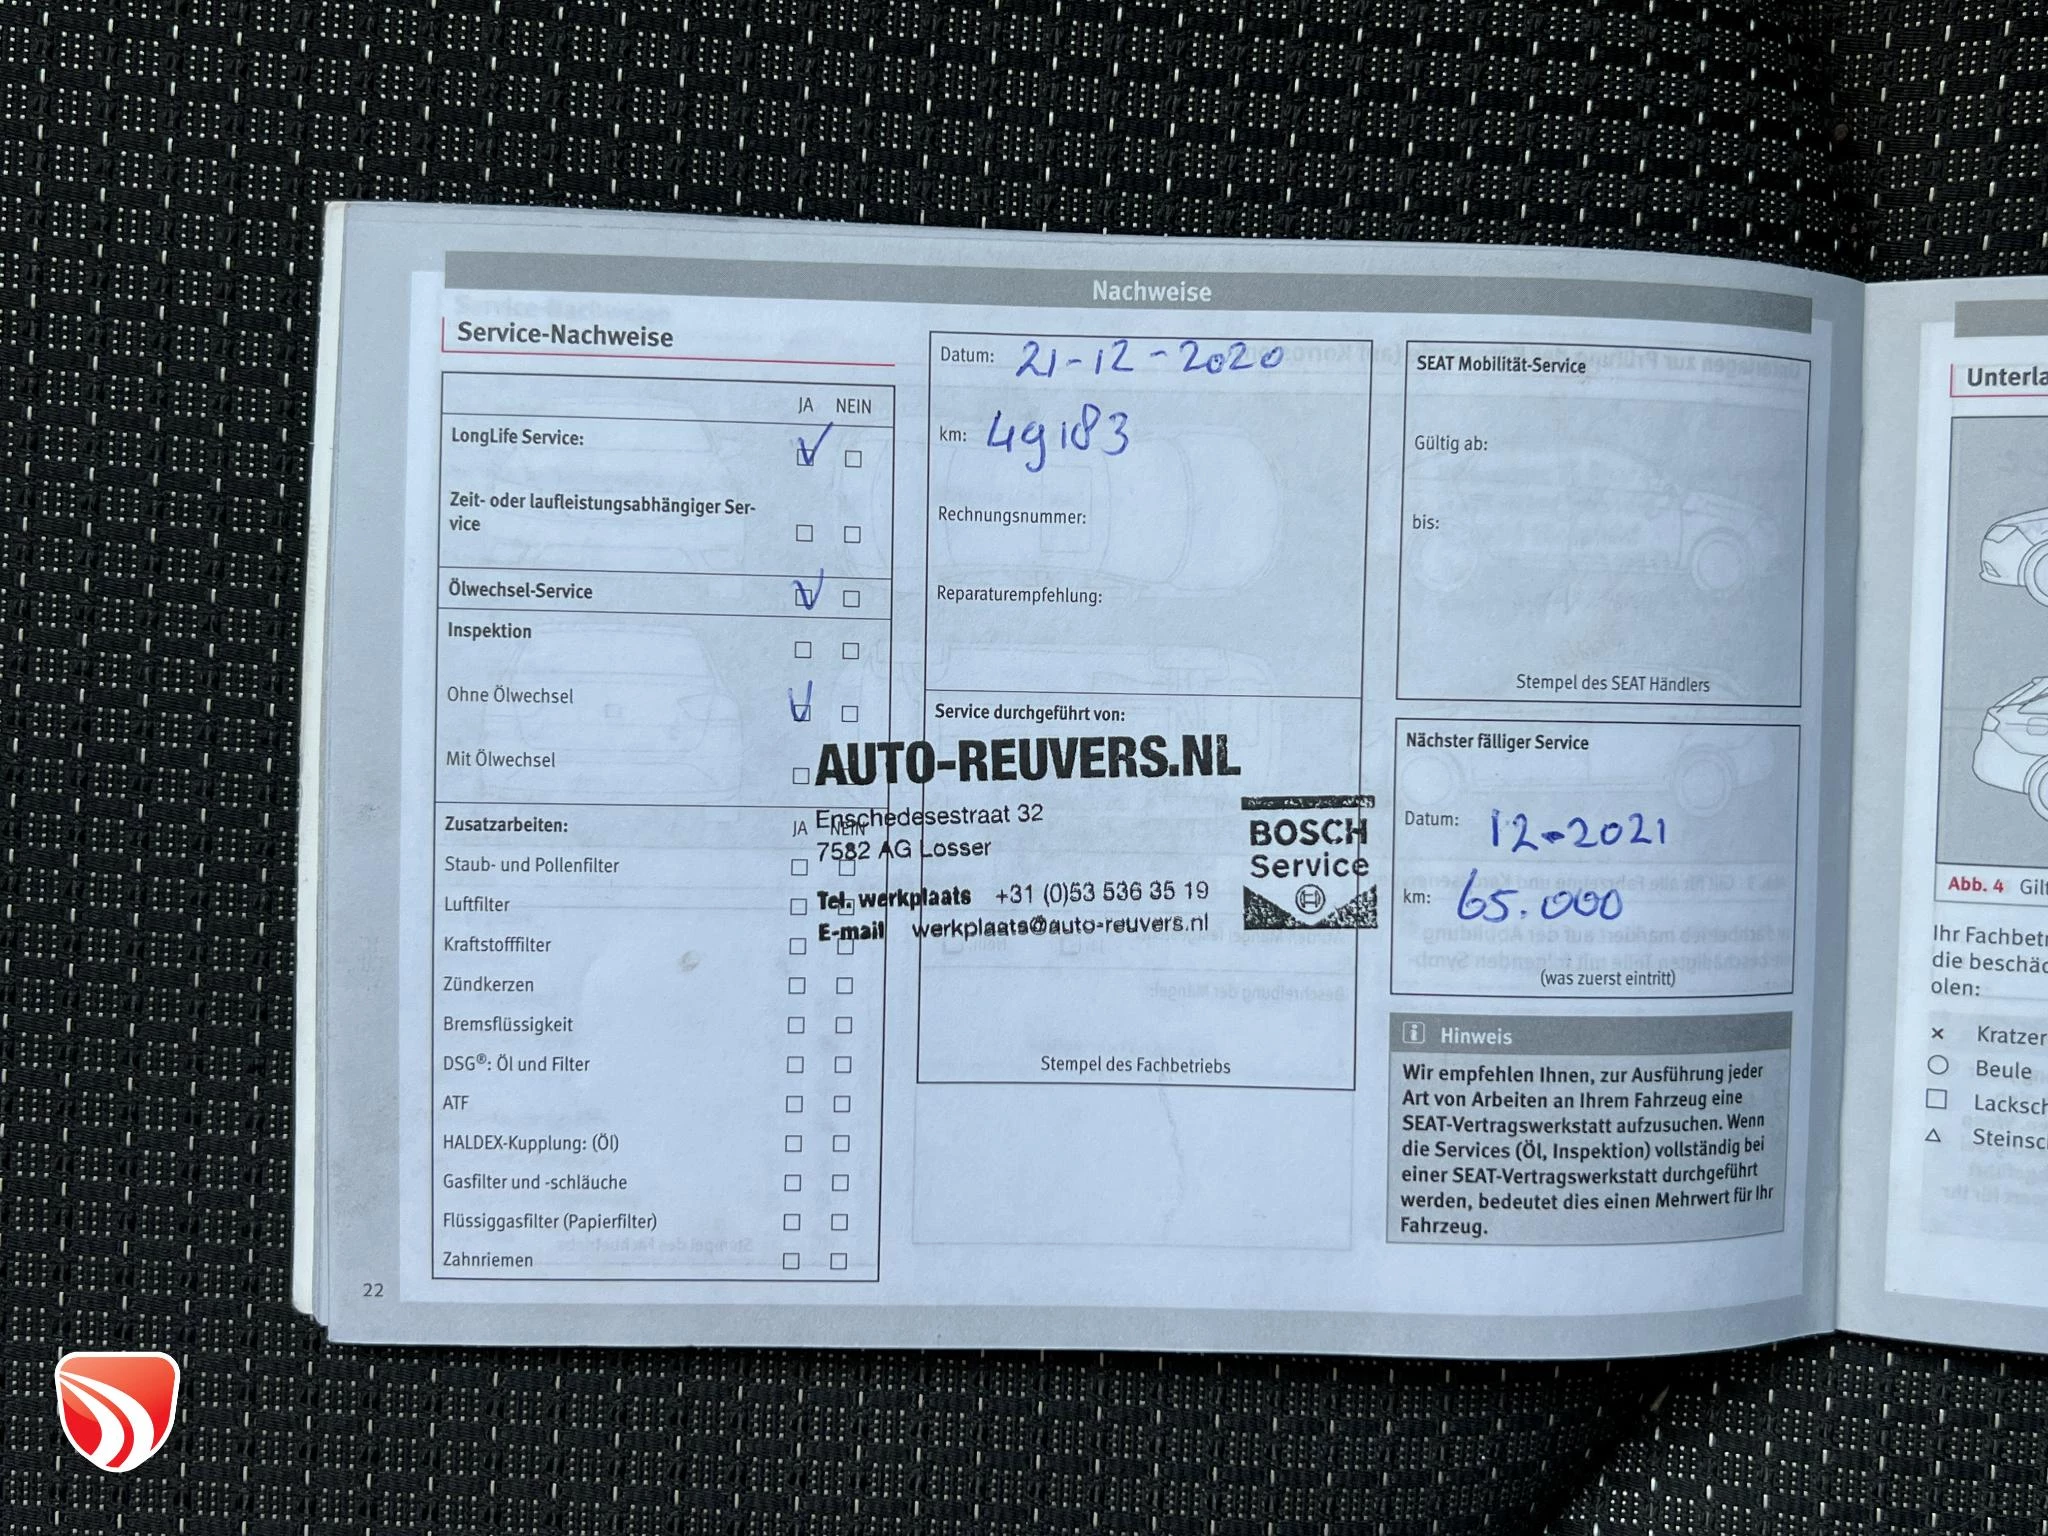 Nachweise
Service-Nachweise
JA NEIN
LongLife Service:
Zeit- oder laufleistungsabhängiger Ser-
vice
Ölwechsel-Service
Inspektion
Ohne Ölwechsel
Mit Ölwechsel
Zusatzarbeiten: JA NEIN
Staub- und Pollenfilter
Luftfilter
Kraftstofffilter
Zündkerzen
Bremsflüssigkeit
DSG®: Öl und Filter
ATF
HALDEX-Kupplung: (Öl)
Gasfilter und -schläuche
Flüssiggasfilter (Papierfilter)
Zahnriemen
22
Datum: 21-12-2020
km: 49183
Rechnungsnummer:
Reparaturempfehlung:
Service durchgeführt von:
AUTO-REUVERS.NL
Enschedesestraat 32
7582 AG Losser
Tel. werkplaats +31 (0)53 536 35 19
E-mail werkplaats@auto-reuvers.nl
BOSCH
Service
Stempel des Fachbetriebs
SEAT Mobilität-Service
Gültig ab:
bis:
Stempel des SEAT Händlers
Nächster fälliger Service
Datum: 12-2021
km: 65.000
(was zuerst eintritt)
Hinweis
Wir empfehlen Ihnen, zur Ausführung jeder
Art von Arbeiten an Ihrem Fahrzeug eine
SEAT-Vertragswerkstatt aufzusuchen. Wenn
die Services (Öl, Inspektion) vollständig bei
einer SEAT-Vertragswerkstatt durchgeführt
werden, bedeutet dies einen Mehrwert für Ihr
Fahrzeug.
Abb. 4
die
olen:
Kratzer
Beule